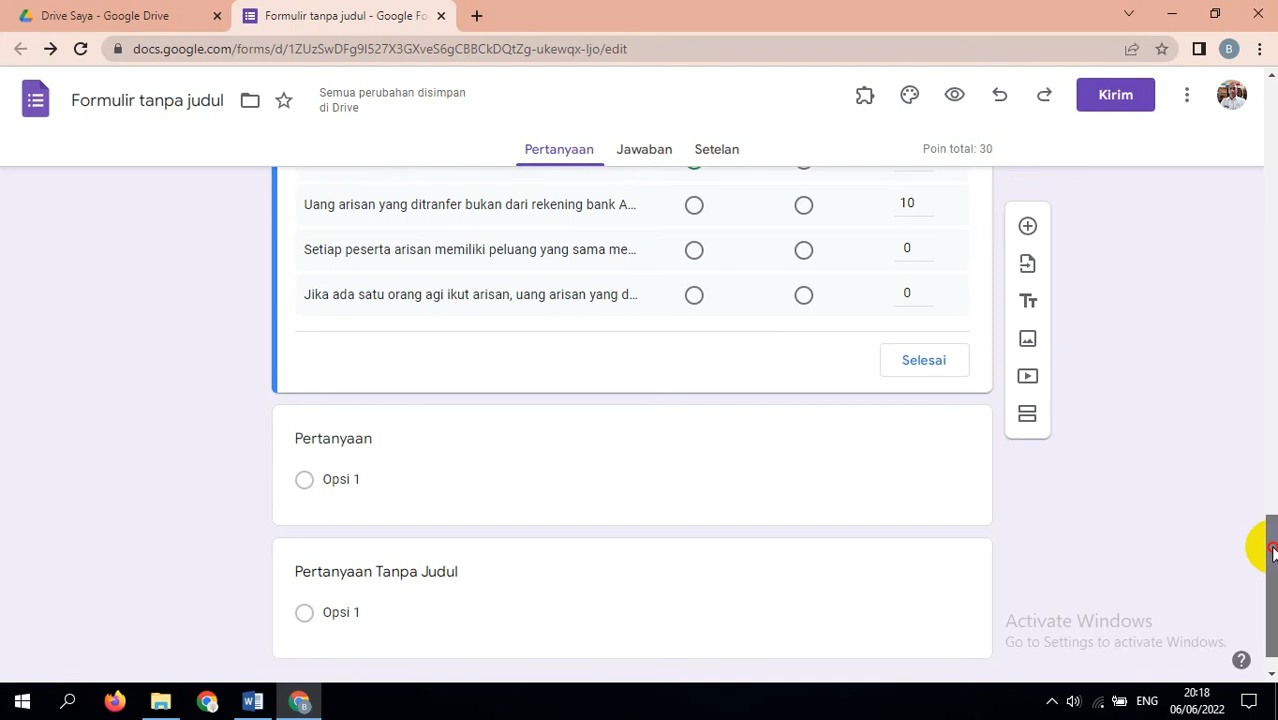 Drive Saya - Google Drive
Formulir tanpa judul - Google Fo
docs.google.com/forms/d/1ZUzSwDFg9I527X3GXveS6gCBBCkDQtZg-ukewqx-Ijo/edit
B
Formulir tanpa judul
Semua perubahan disimpan
di Drive
Kirim
Pertanyaan
Jawaban
Setelan
Poin total: 30
Uang arisan yang ditranfer bukan dari rekening bank A...
10
Setiap peserta arisan memiliki peluang yang sama me...
0
Jika ada satu orang agi ikut arisan, uang arisan yang d...
0
Selesai
Pertanyaan
Opsi 1
Pertanyaan Tanpa Judul
Opsi 1
Activate Windows
Go to Settings to activate Windows.
ENG
20:18
06/06/2022